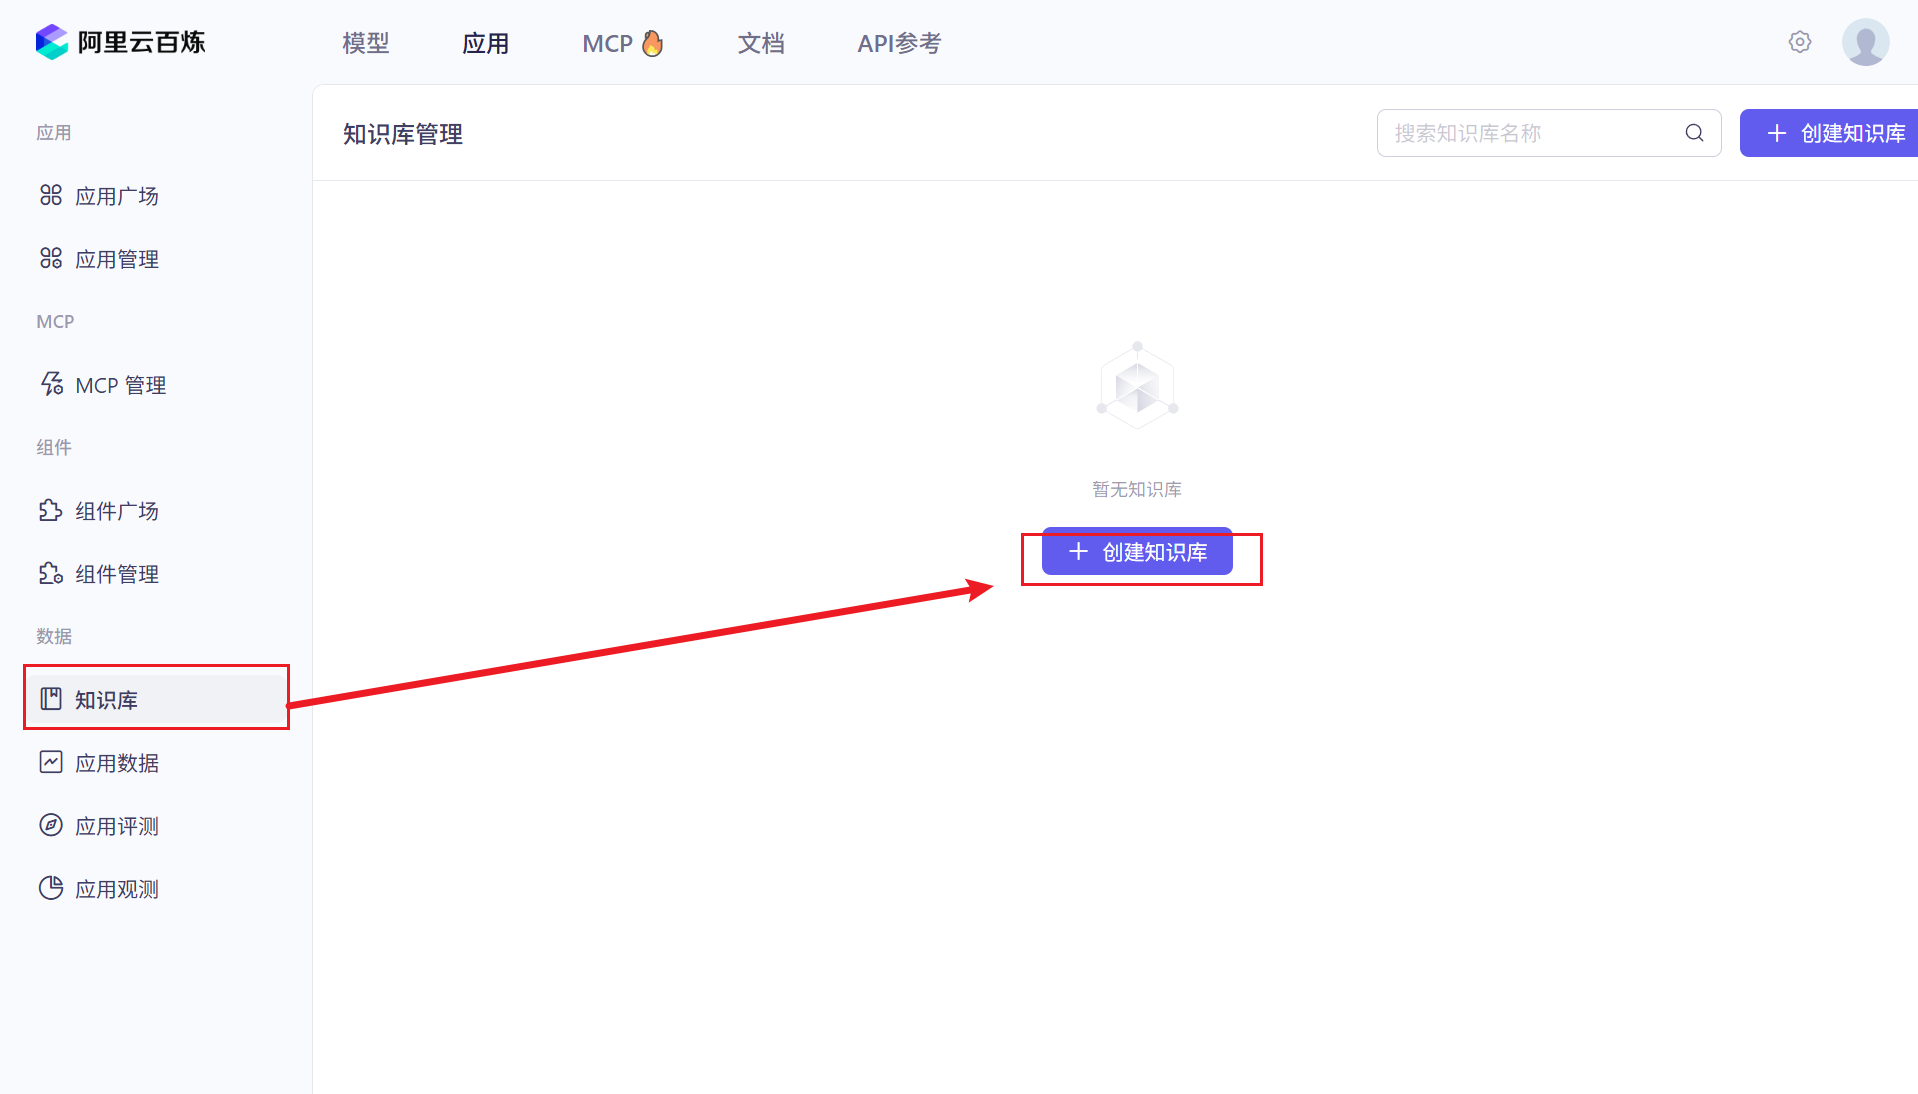 阿里云百炼
模型
应用
MCP
文档
API参考
应用
应用广场
应用管理
MCP
MCP 管理
组件
组件广场
组件管理
数据
知识库
应用数据
应用评测
应用观测
知识库管理
搜索知识库名称
创建知识库
暂无知识库
创建知识库